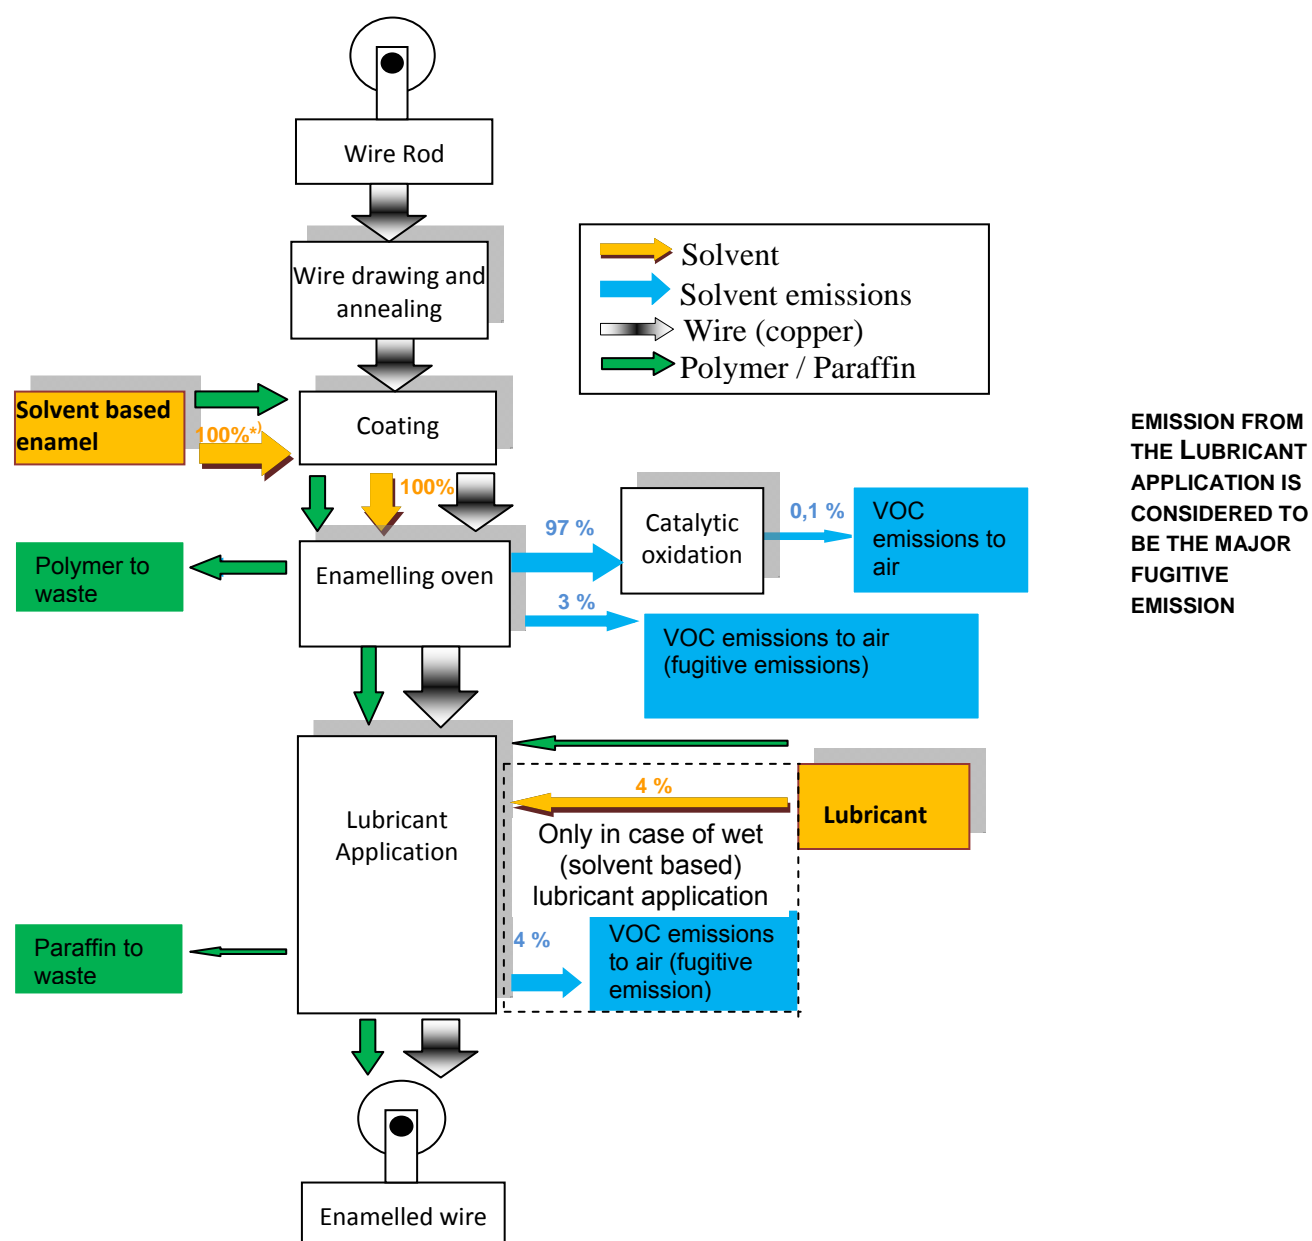 Wire Rod
Wire drawing and
annealing
Solvent
Solvent emissions
Wire (copper)
Polymer / Paraffin
Solvent based
enamel
100%*)
Coating
100%
EMISSION FROM
THE LUBRICANT
APPLICATION IS
CONSIDERED TO
BE THE MAJOR
FUGITIVE
EMISSION
Polymer to
waste
Enamelling oven
97 %
3 %
Catalytic
oxidation
0,1 %
VOC
emissions to
air
VOC emissions to air
(fugitive emissions)
Lubricant
Application
4 %
Lubricant
Only in case of wet
(solvent based)
lubricant application
4 %
VOC emissions
to air (fugitive
emission)
Paraffin to
waste
Enamelled wire